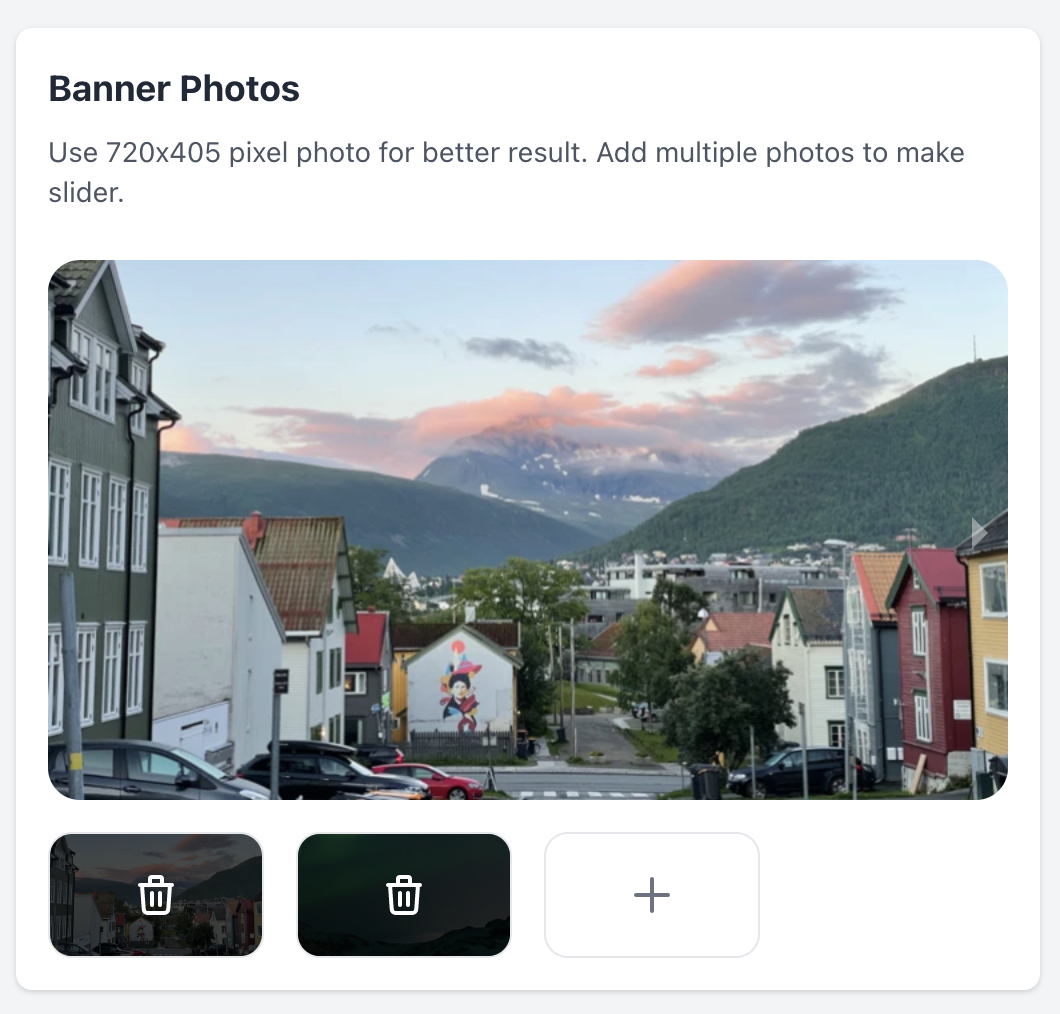 Banner Photos
Use 720x405 pixel photo for better result. Add multiple photos to make
slider.